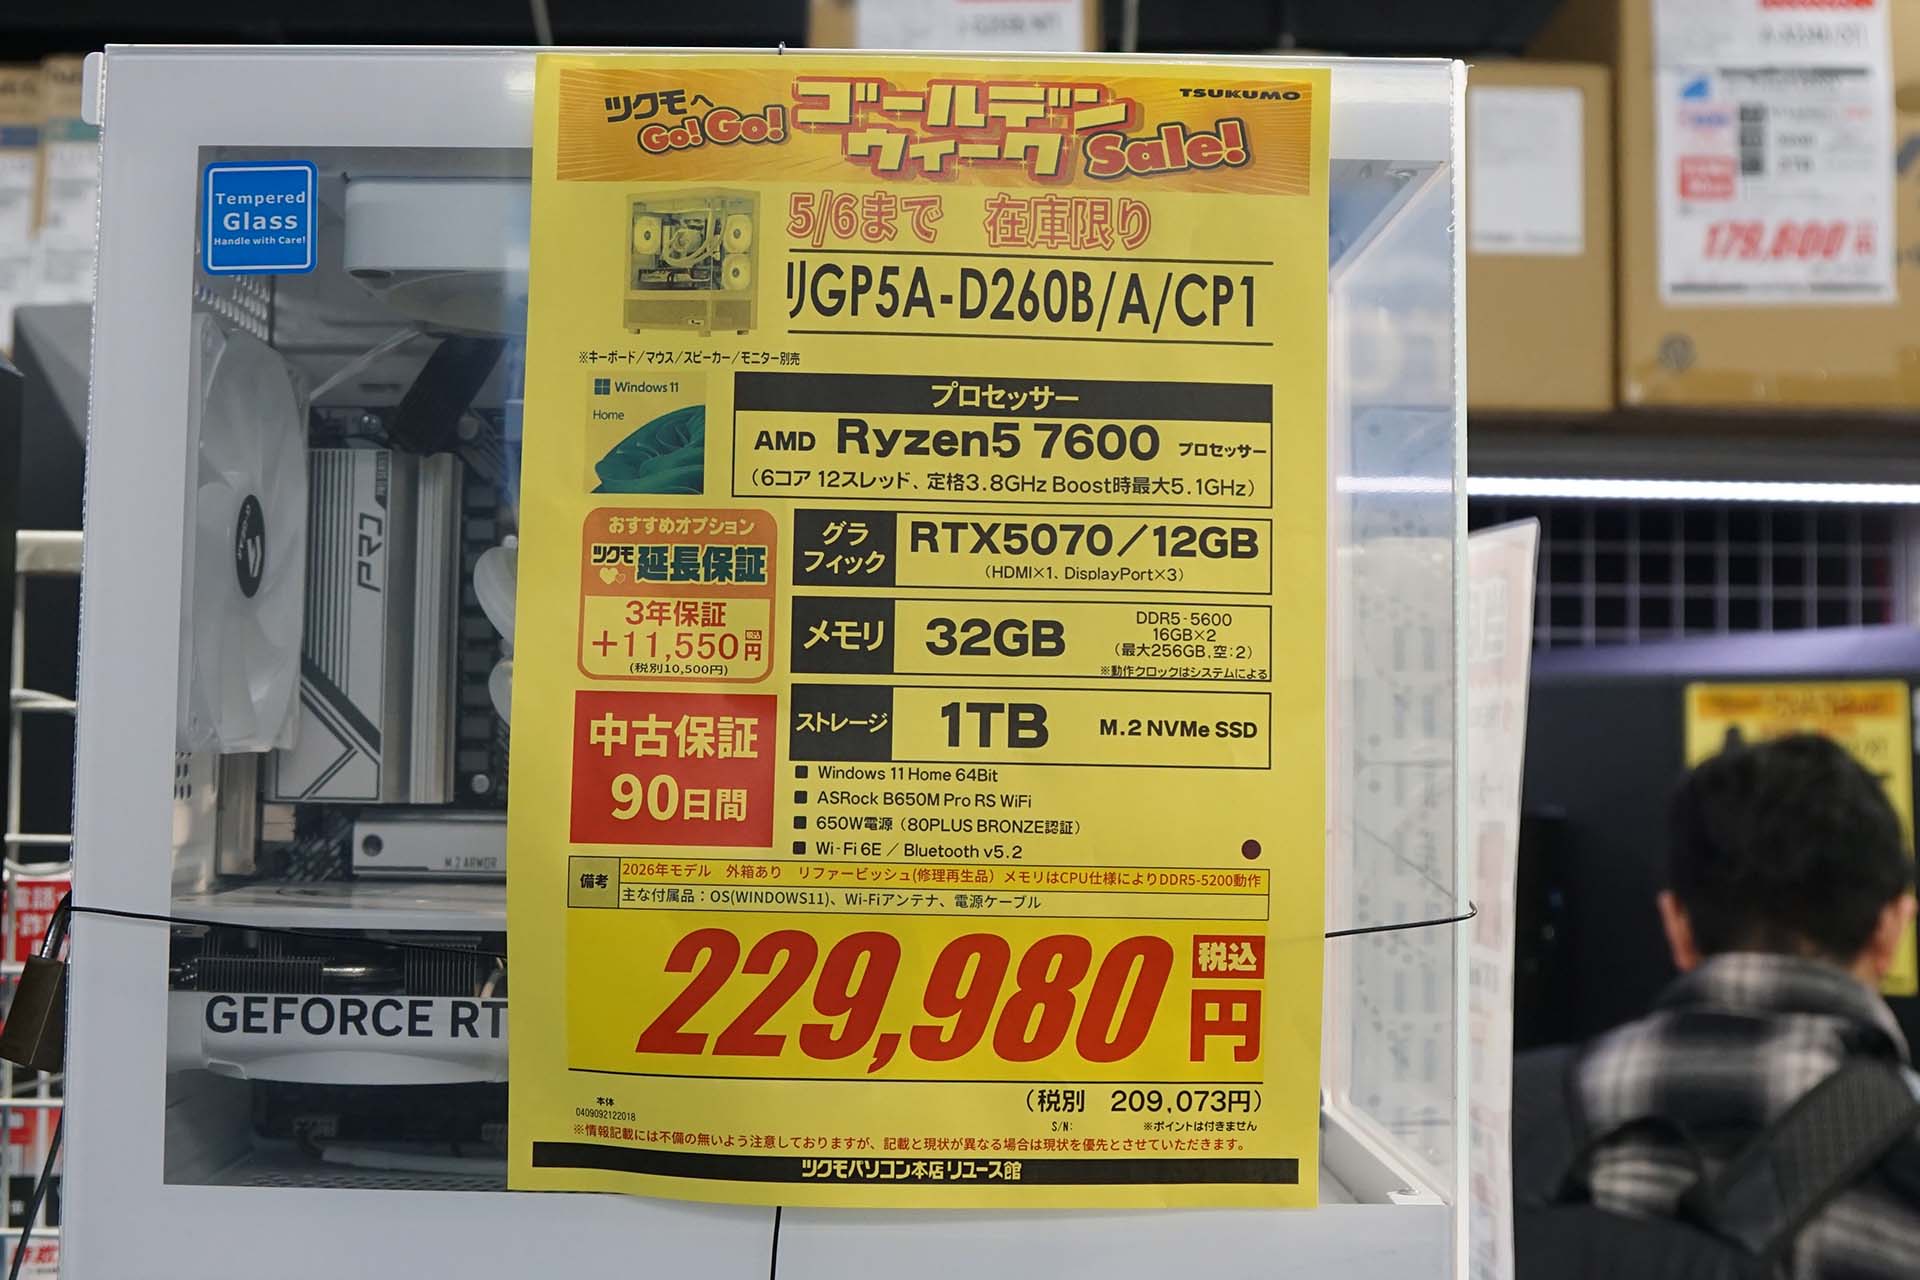 ツクモへ
Go! Go!
ゴールデン
ウィーク Sale!
TSUKUMO
5/6まで 在庫限り
リGP5A-D260B/A/CP1
※キーボード/マウス/スピーカー/モニター別売
Windows 11
Home
プロセッサー
AMD Ryzen5 7600 プロセッサー
(6コア 12スレッド、定格3.8GHz Boost時最大5.1GHz)
おすすめオプション
ツクモ 延長保証
3年保証
+11,550円 税込
(税別10,500円)
グラフィック
RTX5070/12GB
(HDMI×1、DisplayPort×3)
メモリ
32GB
DDR5-5600
16GB×2
(最大256GB,空:2)
※動作クロックはシステムによる
中古保証
90日間
ストレージ
1TB
M.2 NVMe SSD
■ Windows 11 Home 64Bit
■ ASRock B650M Pro RS WiFi
■ 650W電源(80PLUS BRONZE認証)
■ Wi-Fi 6E / Bluetooth v5.2
備考
2026年モデル 外箱あり リファービッシュ(修理再生品) メモリはCPU仕様によりDDR5-5200動作
主な付属品:OS(WINDOWS11)、Wi-Fiアンテナ、電源ケーブル
229,980円 税込
(税別 209,073円)
本体
0409092122018
S/N:
※ポイントは付きません
※情報記載には不備の無いよう注意しておりますが、記載と現状が異なる場合は現状を優先とさせていただきます。
ツクモパソコン本店リユース館
Tempered
Glass
Handle with Care!
PRO
M.2 ARMOR
GEFORCE RT
179,800